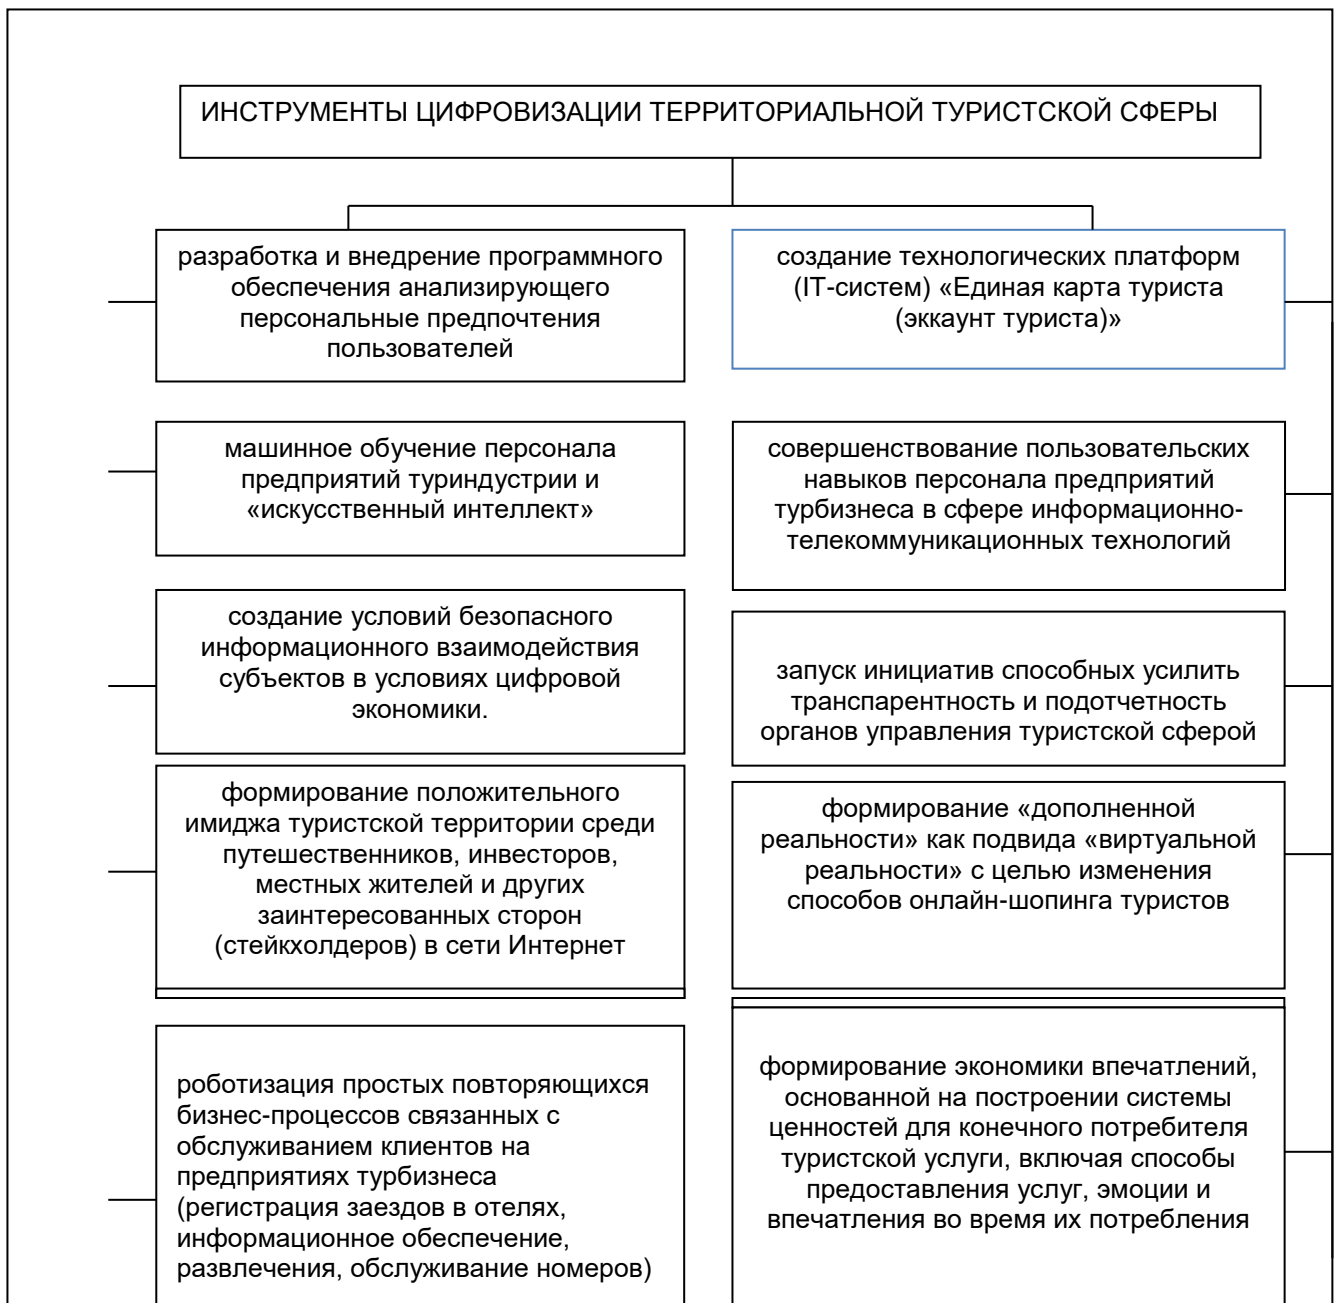 ИНСТРУМЕНТЫ ЦИФРОВИЗАЦИИ ТЕРРИТОРИАЛЬНОЙ ТУРИСТСКОЙ СФЕРЫ
разработка и внедрение программного
обеспечения анализирующего
персональные предпочтения
пользователей
создание технологических платформ
(IT-систем) «Единая карта туриста
(эккаунт туриста)»
машинное обучение персонала
предприятий туриндустрии и
«искусственный интеллект»
совершенствование пользовательских
навыков персонала предприятий
турбизнеса в сфере информационно-
телекоммуникационных технологий
создание условий безопасного
информационного взаимодействия
субъектов в условиях цифровой
экономики.
запуск инициатив способных усилить
транспарентность и подотчетность
органов управления туристской сферой
формирование положительного
имиджа туристской территории среди
путешественников, инвесторов,
местных жителей и других
заинтересованных сторон
(стейкхолдеров) в сети Интернет
формирование «дополненной
реальности» как подвида «виртуальной
реальности» с целью изменения
способов онлайн-шопинга туристов
роботизация простых повторяющихся
бизнес-процессов связанных с
обслуживанием клиентов на
предприятиях турбизнеса
(регистрация заездов в отелях,
информационное обеспечение,
развлечения, обслуживание номеров)
формирование экономики впечатлений,
основанной на построении системы
ценностей для конечного потребителя
туристской услуги, включая способы
предоставления услуг, эмоции и
впечатления во время их потребления